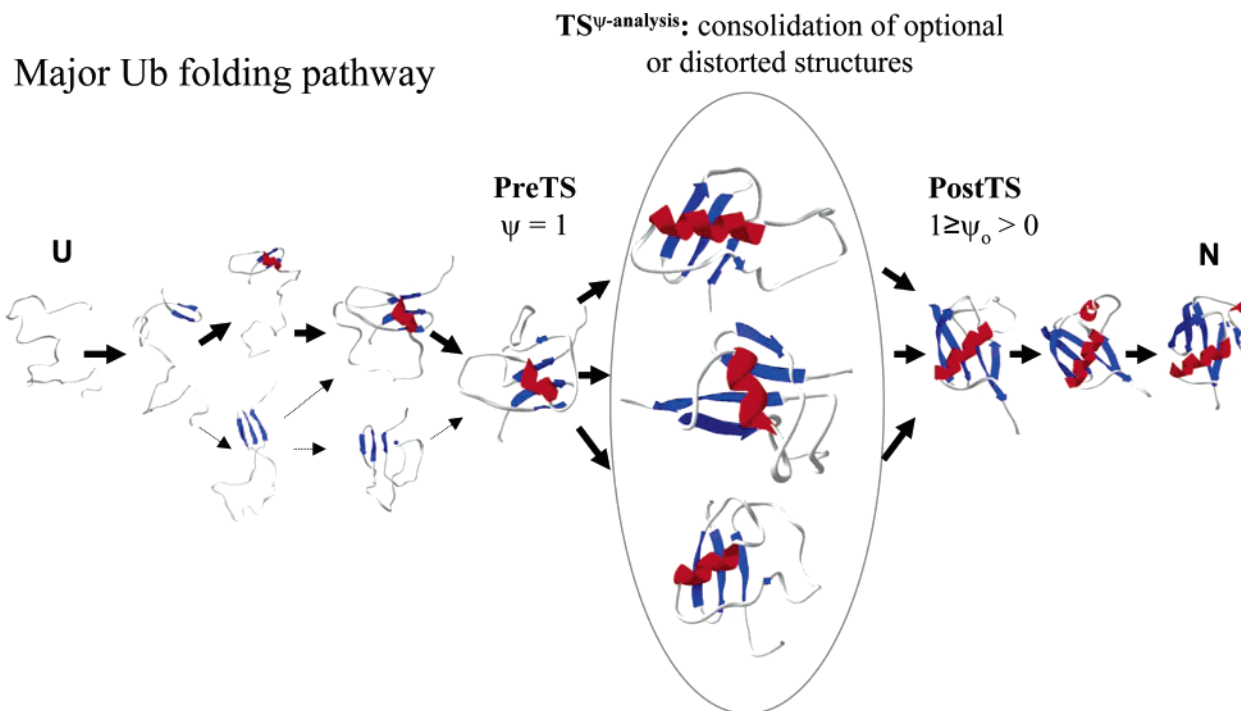 TSψ-analysis: consolidation of optional
or distorted structures
Major Ub folding pathway
PreTS
ψ = 1
PostTS
1≥ψo > 0
U
N